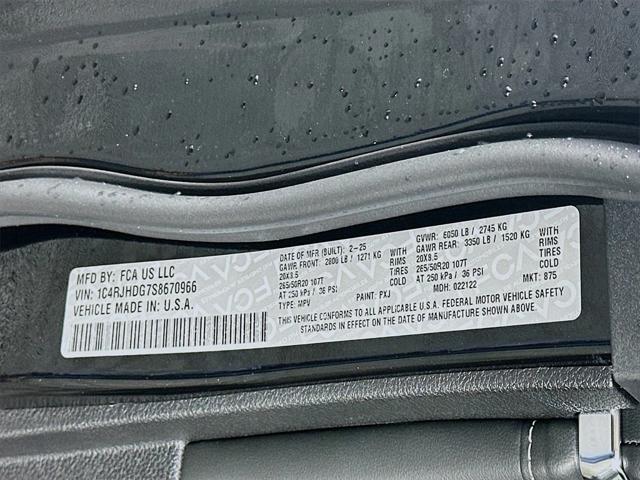 MFD BY: FCA US LLC
VIN: 1C4RJHDG7S8670966
VEHICLE MADE IN: U.S.A.
DATE OF MFR (BUILT): 2-25
GAWR FRONT: 2800 LB / 1271 KG
20X8.5
265/50R20 107T
AT 250 kPa / 36 PSI
TYPE: MPV
WITH
RIMS
TIRES
COLD
PAINT: PXJ
GVWR: 6050 LB / 2745 KG
GAWR REAR: 3350 LB / 1520 KG
20X8.5
265/50R20 107T
AT 250 kPa / 36 PSI
MDH: 022122
WITH
RIMS
TIRES
COLD
MKT: 875
VEHICLE CONFORMS TO ALL APPLICABLE U.S.A. FEDERAL MOTOR VEHICLE SAFETY
STANDARDS IN EFFECT ON THE DATE OF MANUFACTURE SHOWN ABOVE.